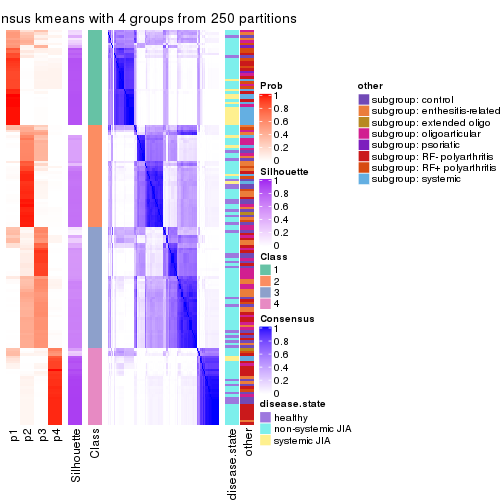 nsus kmeans with 4 groups from 250 partitions
Prob
1
0.8
0.6
0.4
0.2
0
Silhouette
1
0.8
0.6
0.4
0.2
0
Class
1
2
3
4
Consensus
1
0.8
0.6
0.4
0.2
0
disease.state
healthy
non-systemic JIA
systemic JIA
other
subgroup: control
subgroup: enthesitis-related
subgroup: extended oligo
subgroup: oligoarticular
subgroup: psoriatic
subgroup: RF- polyarthritis
subgroup: RF+ polyarthritis
subgroup: systemic
p1
p2
p3
p4
Silhouette
Class
disease.state
other